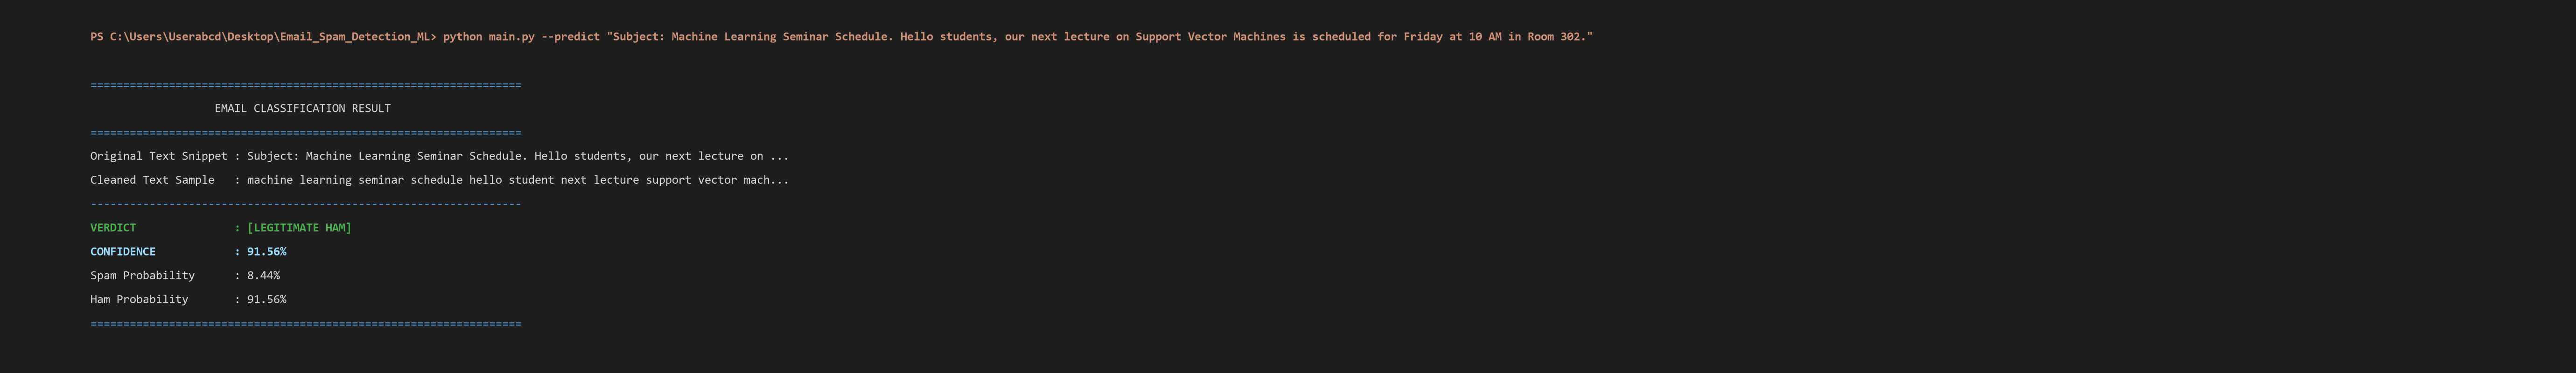 PS C:\Users\Userabcd\Desktop\Email_Spam_Detection_ML> python main.py --predict "Subject: Machine Learning Seminar Schedule. Hello students, our next lecture on Support Vector Machines is scheduled for Friday at 10 AM in Room 302."
==================================================================
EMAIL CLASSIFICATION RESULT
==================================================================
Original Text Snippet : Subject: Machine Learning Seminar Schedule. Hello students, our next lecture on ...
Cleaned Text Sample   : machine learning seminar schedule hello student next lecture support vector mach...
------------------------------------------------------------------
VERDICT               : [LEGITIMATE HAM]
CONFIDENCE            : 91.56%
Spam Probability      : 8.44%
Ham Probability       : 91.56%
==================================================================